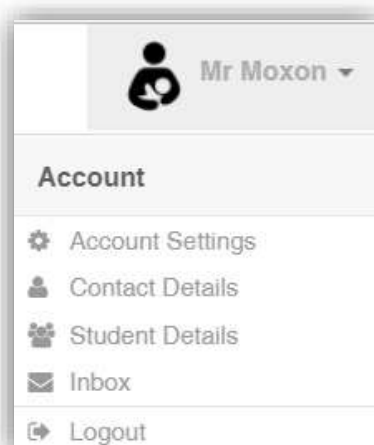 Mr Moxon
Account
Account Settings
Contact Details
Student Details
Inbox
Logout